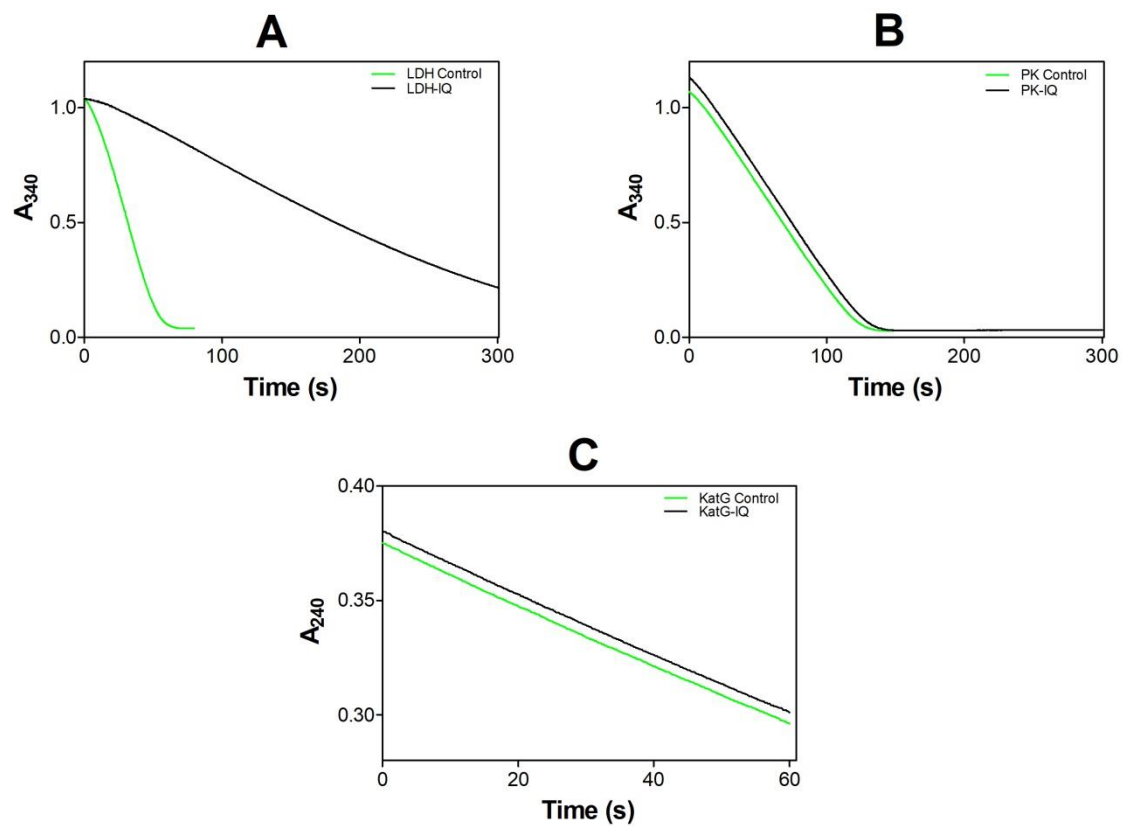 A
LDH Control
LDH-IQ
1.0
0.5
0.0
A340
0
100
200
300
Time (s)
B
PK Control
PK-IQ
1.0
0.5
0.0
A340
0
100
200
300
Time (s)
C
KatG Control
KatG-IQ
0.40
0.35
0.30
A240
0
20
40
60
Time (s)